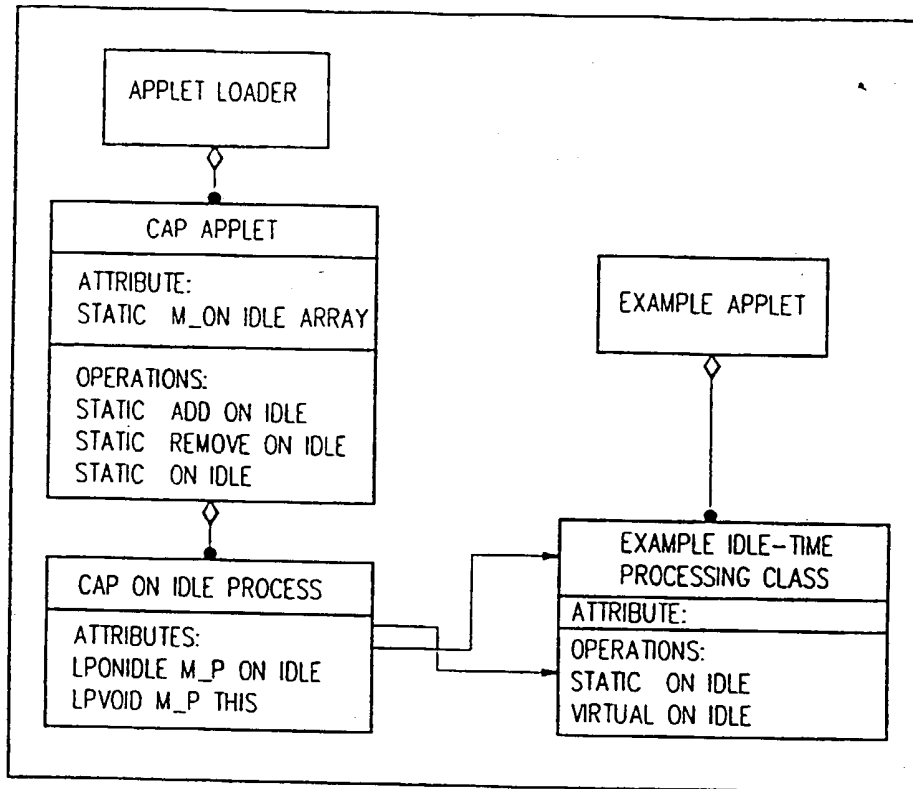 APPLET LOADER
CAP APPLET
ATTRIBUTE:
STATIC M_ON IDLE ARRAY
OPERATIONS:
STATIC ADD ON IDLE
STATIC REMOVE ON IDLE
STATIC ON IDLE
CAP ON IDLE PROCESS
ATTRIBUTES:
LPONIDLE M_P ON IDLE
LPVOID M_P THIS
EXAMPLE APPLET
EXAMPLE IDLE-TIME
PROCESSING CLASS
ATTRIBUTE:
OPERATIONS:
STATIC ON IDLE
VIRTUAL ON IDLE